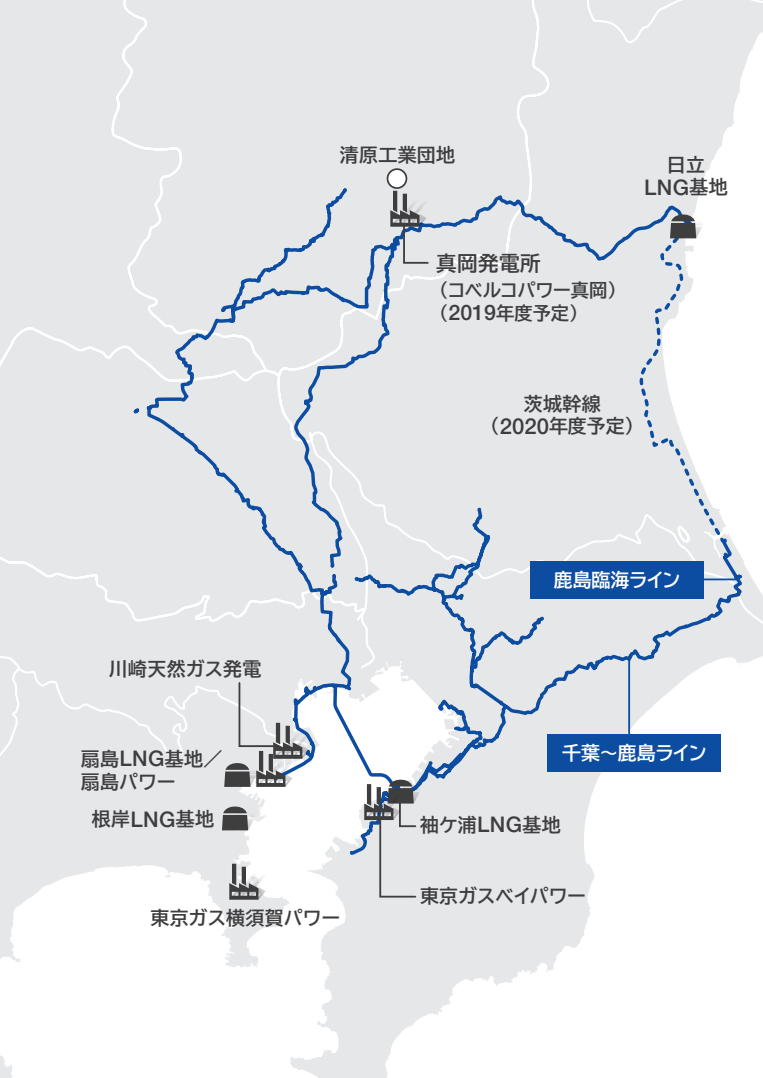 清原工業団地
日立
LNG基地
真岡発電所
（コベルコパワー真岡）
（2019年度予定）
茨城幹線
（2020年度予定）
鹿島臨海ライン
川崎天然ガス発電
千葉～鹿島ライン
扇島LNG基地／
扇島パワー
根岸LNG基地
袖ケ浦LNG基地
東京ガスベイパワー
東京ガス横須賀パワー